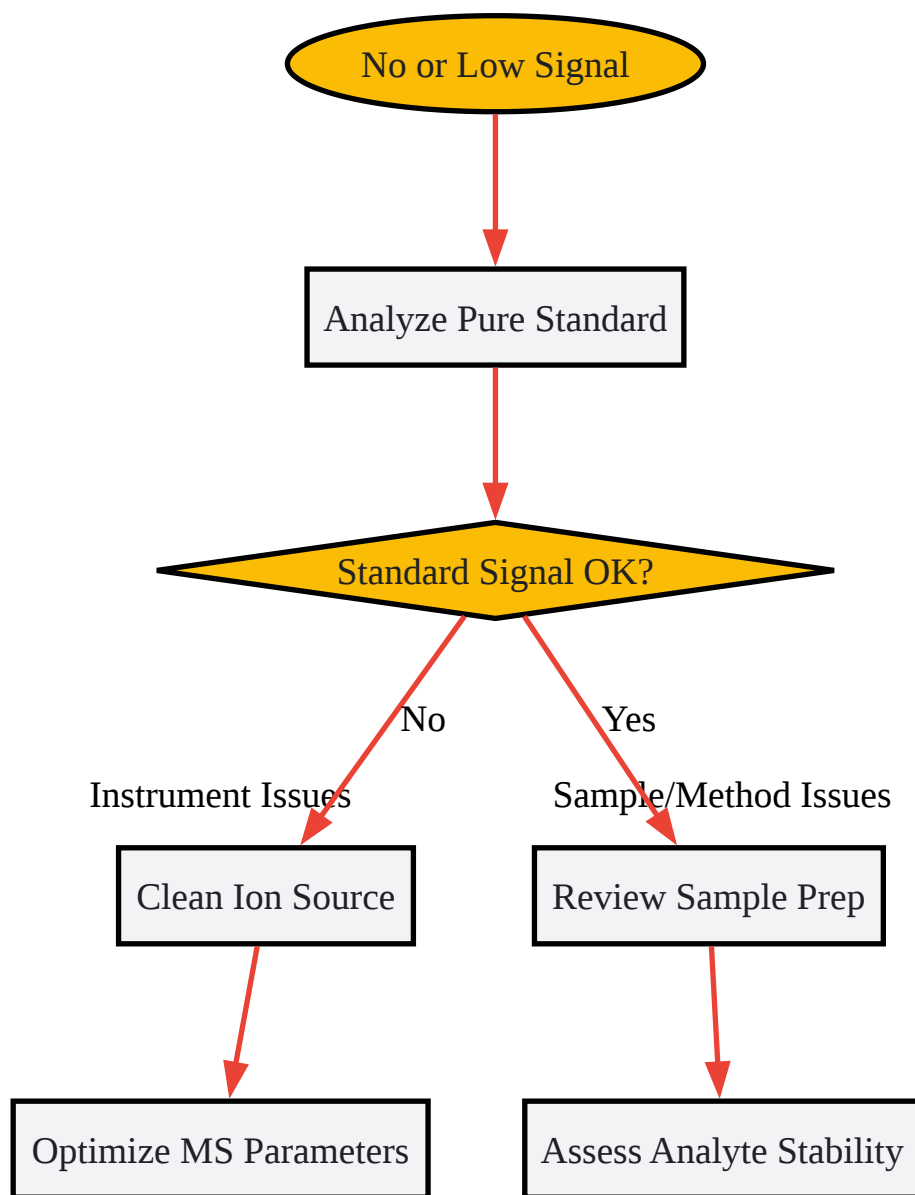 No or Low Signal
Analyze Pure Standard
Standard Signal OK?
No
Yes
Instrument Issues
Sample/Method Issues
Clean Ion Source
Review Sample Prep
Optimize MS Parameters
Assess Analyte Stability